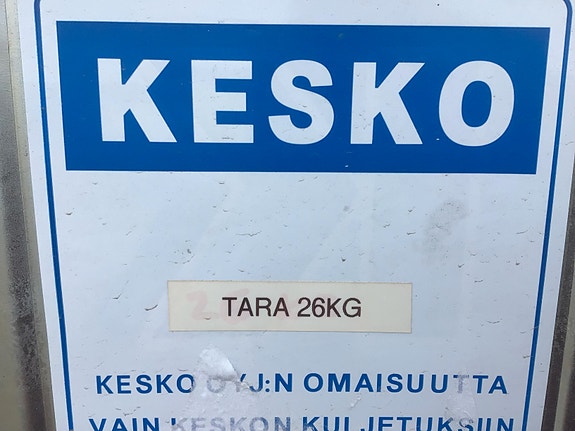 KESKO
TARA 26KG
KESKO OYJ:N OMAISUUTTA
VAIN KESKON KULJETUKSIIN